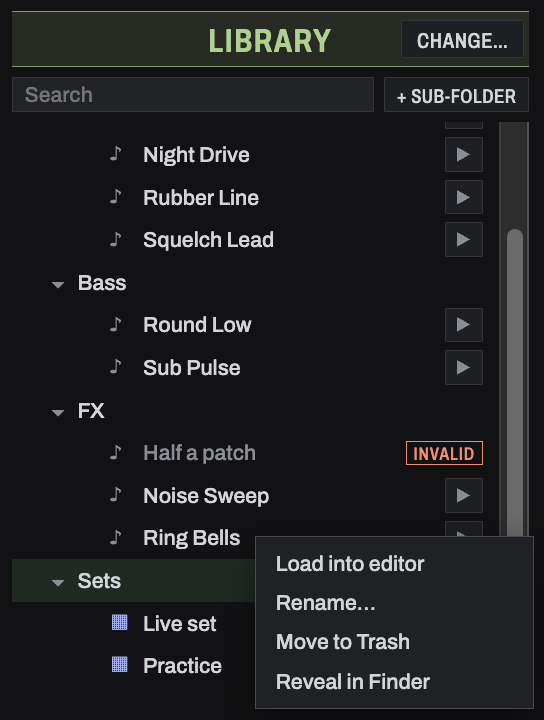 LIBRARY
CHANGE...
Search
+ SUB-FOLDER
Night Drive
Rubber Line
Squelch Lead
Bass
Round Low
Sub Pulse
FX
Half a patch
INVALID
Noise Sweep
Ring Bells
Sets
Live set
Practice
Load into editor
Rename...
Move to Trash
Reveal in Finder